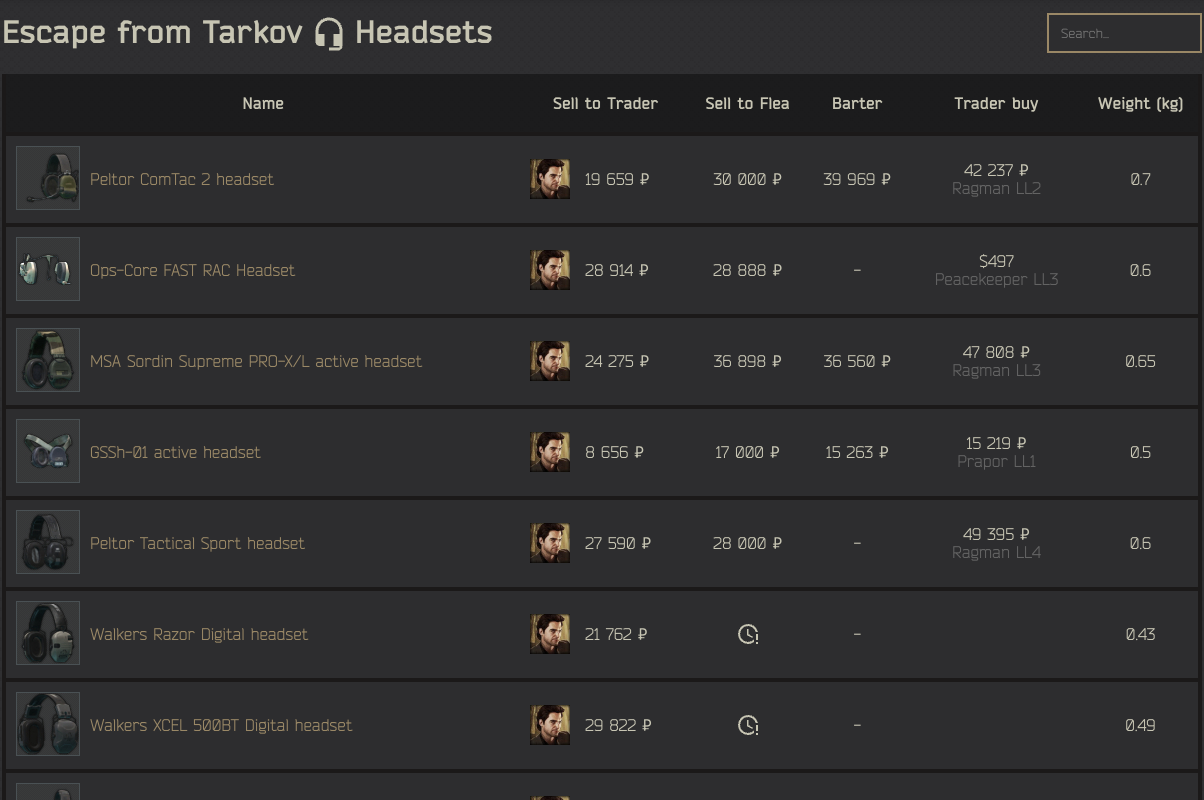 Escape from Tarkov Headsets
Search...
Name Sell to Trader Sell to Flea Barter Trader buy Weight (kg)
Peltor ComTac 2 headset 19 659 ₽ 30 000 ₽ 39 969 ₽ 42 237 ₽ 0.7
Ragman LL2
Ops-Core FAST RAC Headset 28 914 ₽ 28 888 ₽ - $497 0.6
Peacekeeper LL3
MSA Sordin Supreme PRO-X/L active headset 24 275 ₽ 36 898 ₽ 36 560 ₽ 47 808 ₽ 0.65
Ragman LL3
GSSh-01 active headset 8 656 ₽ 17 000 ₽ 15 263 ₽ 15 219 ₽ 0.5
Prapor LL1
Peltor Tactical Sport headset 27 590 ₽ 28 000 ₽ - 49 395 ₽ 0.6
Ragman LL4
Walkers Razor Digital headset 21 762 ₽ - 0.43
Walkers XCEL 500BT Digital headset 29 822 ₽ - 0.49